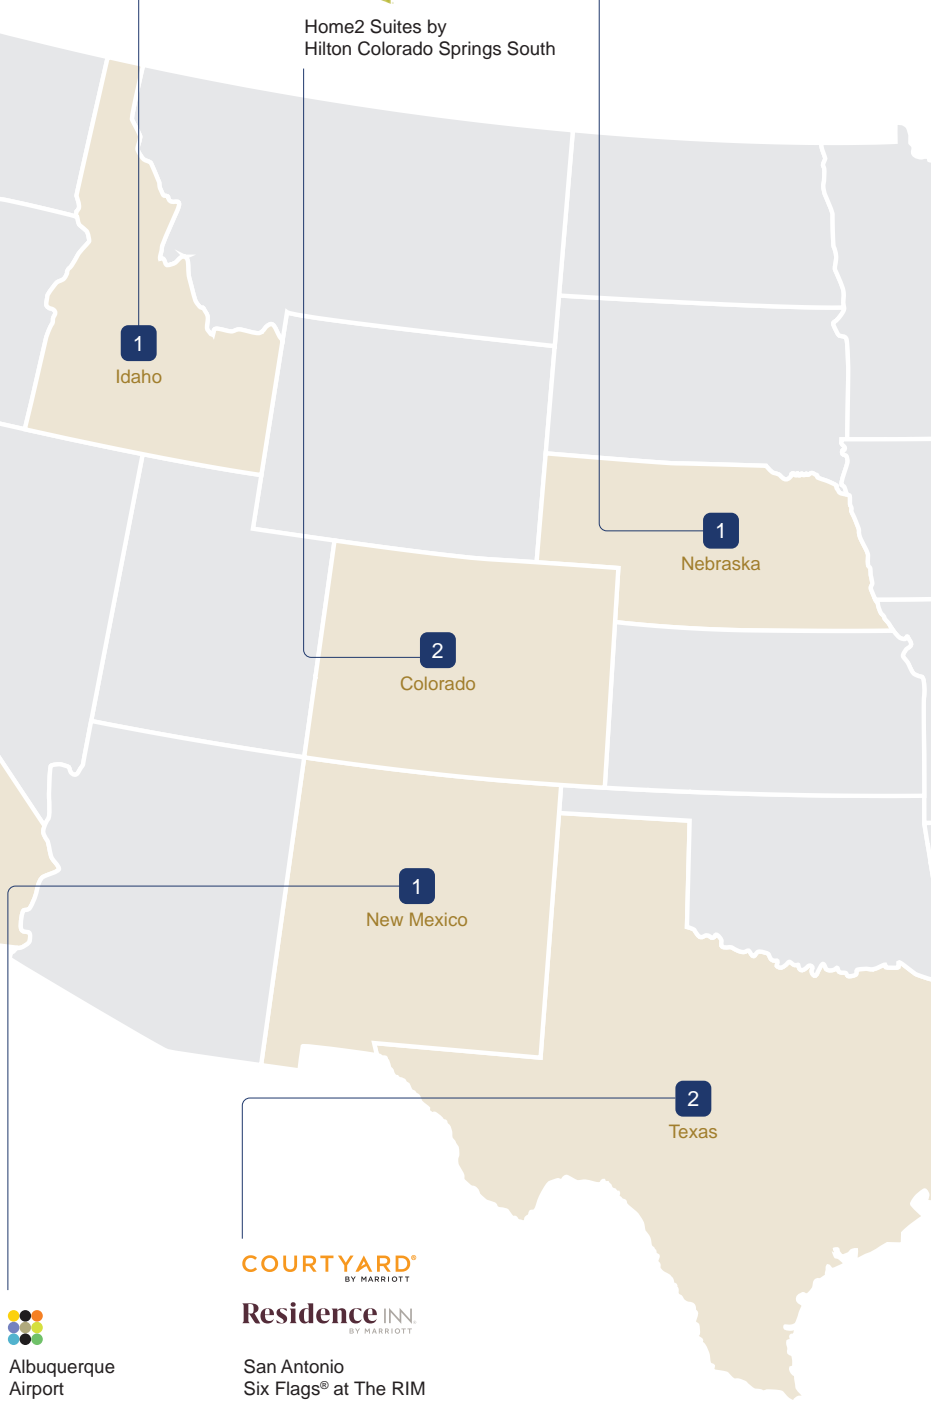 Home2 Suites by
Hilton Colorado Springs South
1
Idaho
1
Nebraska
2
Colorado
1
New Mexico
2
Texas
COURTYARD®
BY MARRIOTT
Residence INN.
BY MARRIOTT
Albuquerque
Airport
San Antonio
Six Flags® at The RIM